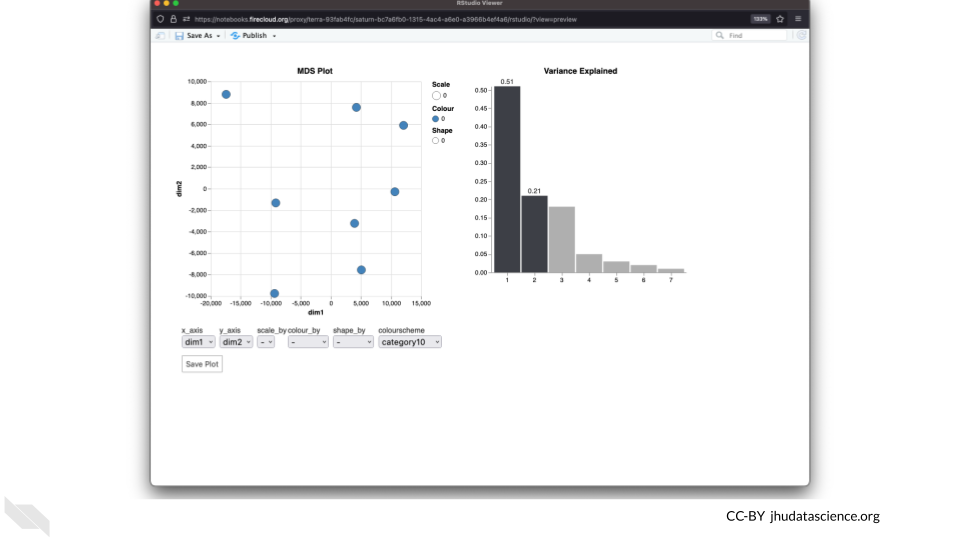 RStudio Viewer
https://notebooks.firecloud.org/proxy/terra-93fab4fc/saturn-bc7a6fb0-1315-4ac4-a6e0-a3966b4ef4a6/rstudio/?view=preview 133%
Save As Publish Find
MDS Plot
10,000
8,000
6,000
4,000
2,000
0
-2,000
-4,000
-6,000
-8,000
-10,000
dim2
-20,000 -15,000 -10,000 -5,000 0 5,000 10,000 15,000
dim1
Scale
0
Colour
0
Shape
0
Variance Explained
0.50
0.45
0.40
0.35
0.30
0.25
0.20
0.15
0.10
0.05
0.00
0.51
0.21
1 2 3 4 5 6 7
x_axis y_axis scale_by colour_by shape_by colourscheme
dim1 dim2 - - - category10
Save Plot
CC-BY jhudatascience.org